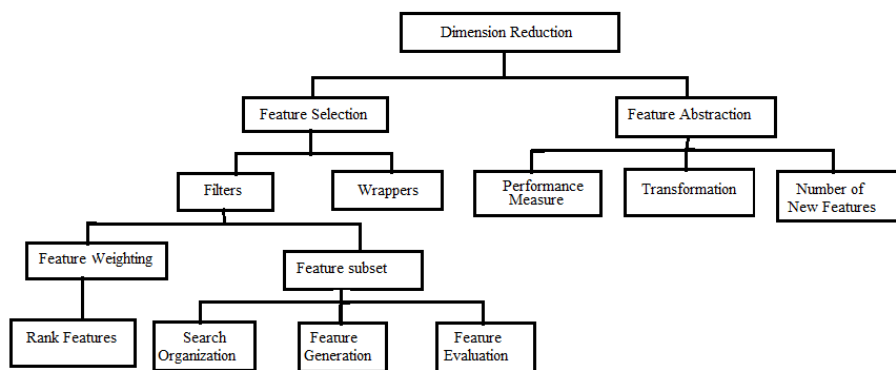 Dimension Reduction
Feature Selection
Feature Abstraction
Filters
Wrappers
Performance
Measure
Transformation
Number of
New Features
Feature Weighting
Feature subset
Rank Features
Search
Organization
Feature
Generation
Feature
Evaluation